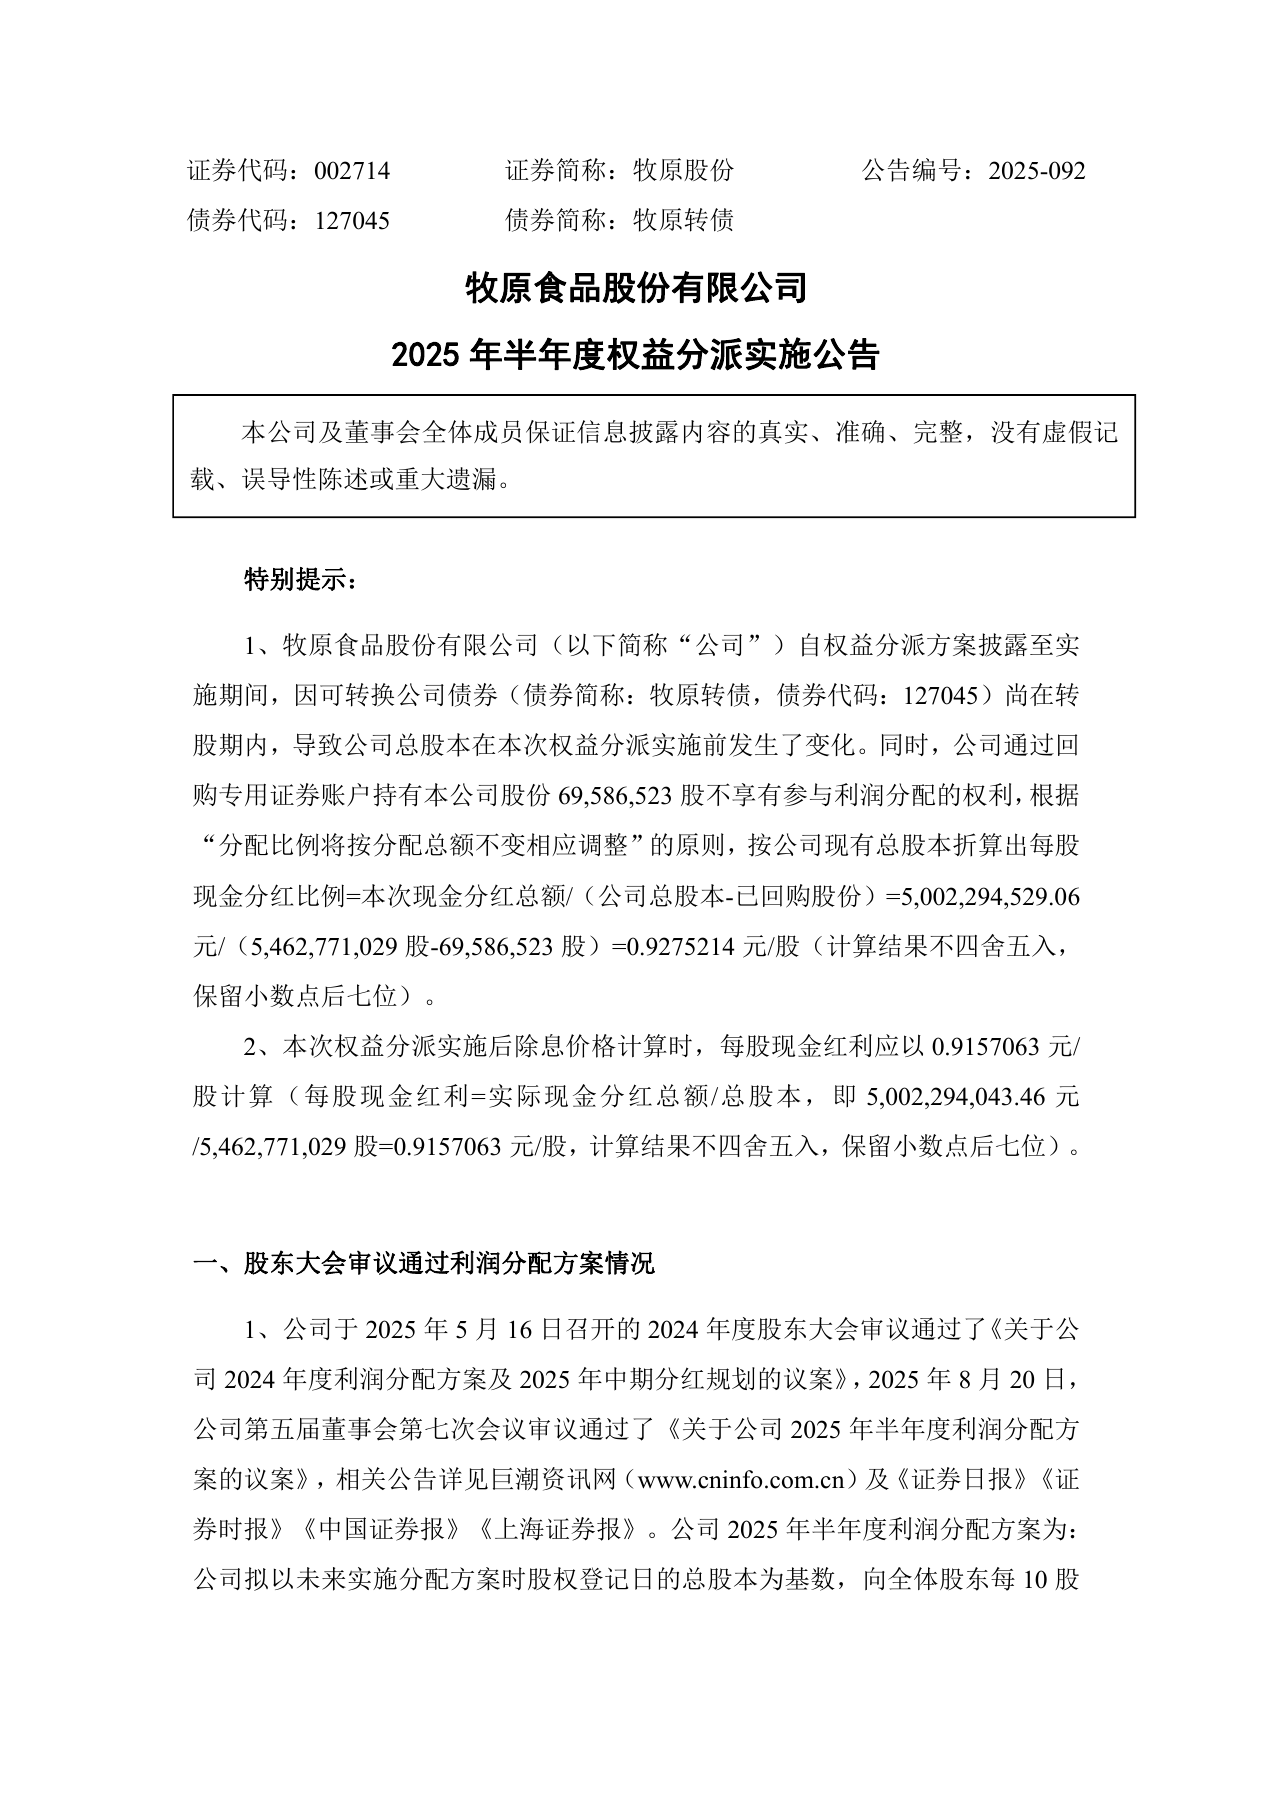 证券代码：002714 证券简称：牧原股份 公告编号：2025-092
债券代码：127045 债券简称：牧原转债
牧原食品股份有限公司
2025 年半年度权益分派实施公告
本公司及董事会全体成员保证信息披露内容的真实、准确、完整，没有虚假记
载、误导性陈述或重大遗漏。
特别提示：
1、牧原食品股份有限公司（以下简称“公司”）自权益分派方案披露至实
施期间，因可转换公司债券（债券简称：牧原转债，债券代码：127045）尚在转
股期内，导致公司总股本在本次权益分派实施前发生了变化。同时，公司通过回
购专用证券账户持有本公司股份 69,586,523 股不享有参与利润分配的权利，根据
“分配比例将按分配总额不变相应调整”的原则，按公司现有总股本折算出每股
现金分红比例=本次现金分红总额/（公司总股本-已回购股份）=5,002,294,529.06
元/（5,462,771,029 股-69,586,523 股）=0.9275214 元/股（计算结果不四舍五入，
保留小数点后七位）。
2、本次权益分派实施后除息价格计算时，每股现金红利应以 0.9157063 元/
股计算（每股现金红利=实际现金分红总额/总股本，即 5,002,294,043.46 元
/5,462,771,029 股=0.9157063 元/股，计算结果不四舍五入，保留小数点后七位）。
一、股东大会审议通过利润分配方案情况
1、公司于 2025 年 5 月 16 日召开的 2024 年度股东大会审议通过了《关于公
司 2024 年度利润分配方案及 2025 年中期分红规划的议案》，2025 年 8 月 20 日，
公司第五届董事会第七次会议审议通过了《关于公司 2025 年半年度利润分配方
案的议案》，相关公告详见巨潮资讯网（www.cninfo.com.cn）及《证券日报》《证
券时报》《中国证券报》《上海证券报》。公司 2025 年半年度利润分配方案为：
公司拟以未来实施分配方案时股权登记日的总股本为基数，向全体股东每 10 股